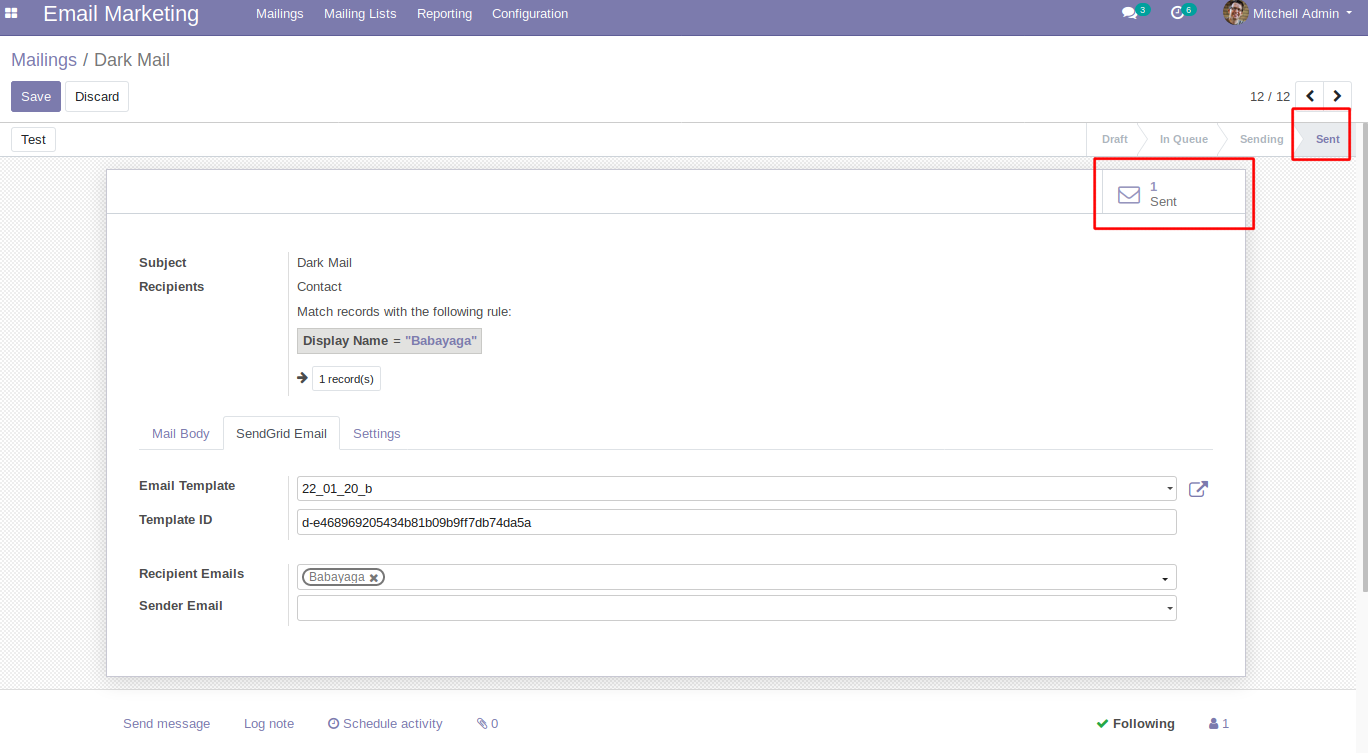 Email Marketing Mailings Mailing Lists Reporting Configuration 3 6 Mitchell Admin
Mailings / Dark Mail
Save Discard 12 / 12
Test Draft In Queue Sending Sent
1
Sent
Subject Dark Mail
Recipients Contact
Match records with the following rule:
Display Name = "Babayaga"
1 record(s)
Mail Body SendGrid Email Settings
Email Template 22_01_20_b
Template ID d-e468969205434b81b09b9ff7db74da5a
Recipient Emails Babayaga
Sender Email
Send message Log note Schedule activity 0 Following 1